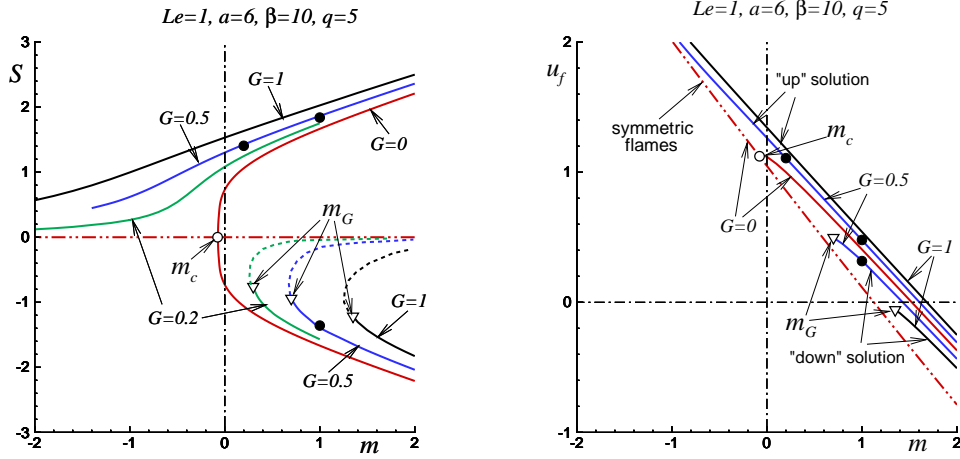 Le=1, a=6, β=10, q=5
3
S
G=1
2
G=0.5
G=0
1
m_G
0
m_c
-1
G=1
G=0.2
-2
G=0.5
-3
-2
-1
0
1
m
2
Le=1, a=6, β=10, q=5
2
u_f
"up" solution
symmetric
flames
m_c
1
G=0.5
G=0
G=1
0
m_G
"down" solution
-1
-2
-1
0
1
m
2